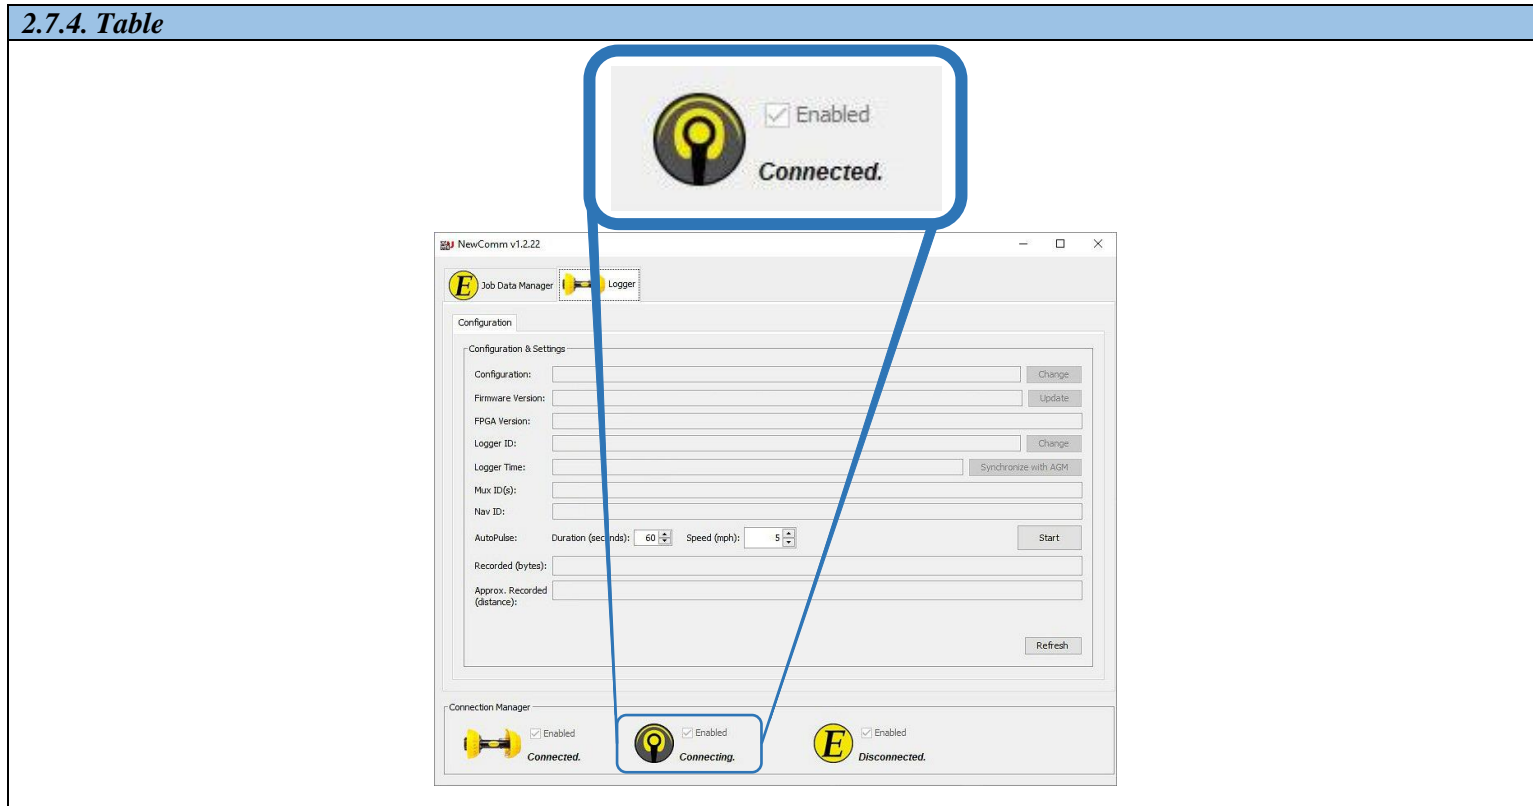 2.7.4. Table
Enabled
Connected.
NewComm v1.2.22
E Job Data Manager Logger
Configuration
Configuration & Settings
Configuration: Change
Firmware Version: Update
FPGA Version:
Logger ID: Change
Logger Time: Synchronize with AGM
Mux ID(s):
Nav ID:
AutoPulse: Duration (seconds): 60 Speed (mph): 5 Start
Recorded (bytes):
Approx. Recorded
(distance):
Refresh
Connection Manager
Enabled Enabled E Enabled
Connected. Connecting. Disconnected.